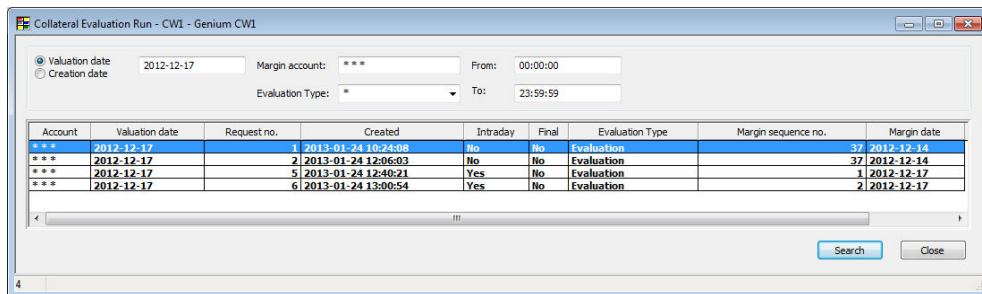 Collateral Evaluation Run - CW1 - Genium CW1
Valuation date 2012-12-17 Margin account: * * * From: 00:00:00
Creation date
Evaluation Type: * To: 23:59:59
Account Valuation date Request no. Created Intraday Final Evaluation Type Margin sequence no. Margin date
* * * 2012-12-17 1 2013-01-24 10:24:08 No No Evaluation 37 2012-12-14
* * * 2012-12-17 2 2013-01-24 12:06:03 No No Evaluation 37 2012-12-14
* * * 2012-12-17 5 2013-01-24 12:40:21 Yes No Evaluation 1 2012-12-17
* * * 2012-12-17 6 2013-01-24 13:00:54 Yes No Evaluation 2 2012-12-17
Search Close
4